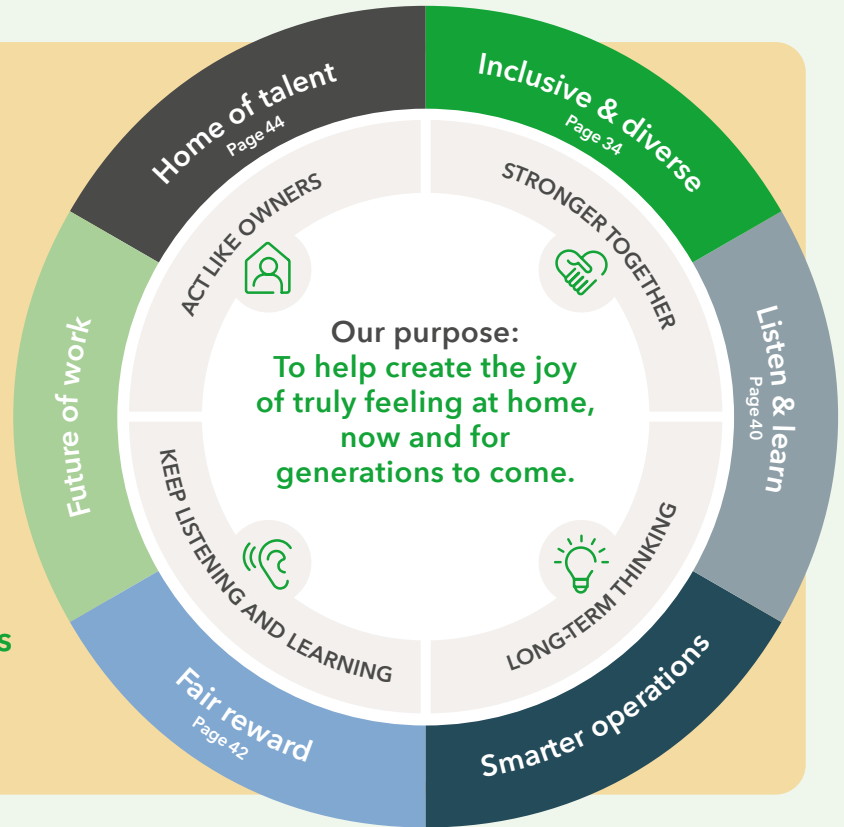 Home of talent
Page 44
Inclusive & diverse
Page 34
Listen & learn
Page 40
Smarter operations
Fair reward
Page 42
Future of work
ACT LIKE OWNERS
STRONGER TOGETHER
LONG-TERM THINKING
KEEP LISTENING AND LEARNING
Our purpose:
To help create the joy
of truly feeling at home,
now and for
generations to come.
s